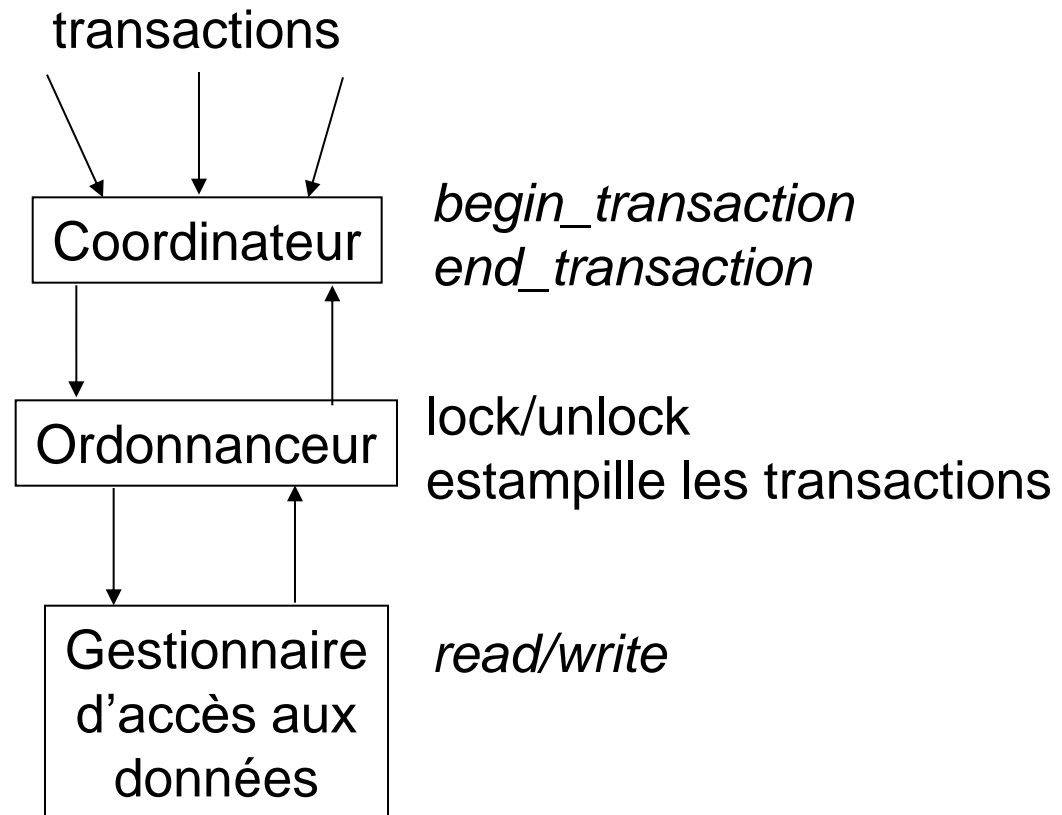 transactions
Coordinateur
begin_transaction
end_transaction
Ordonnanceur
lock/unlock
estampille les transactions
Gestionnaire
d’accès aux
données
read/write